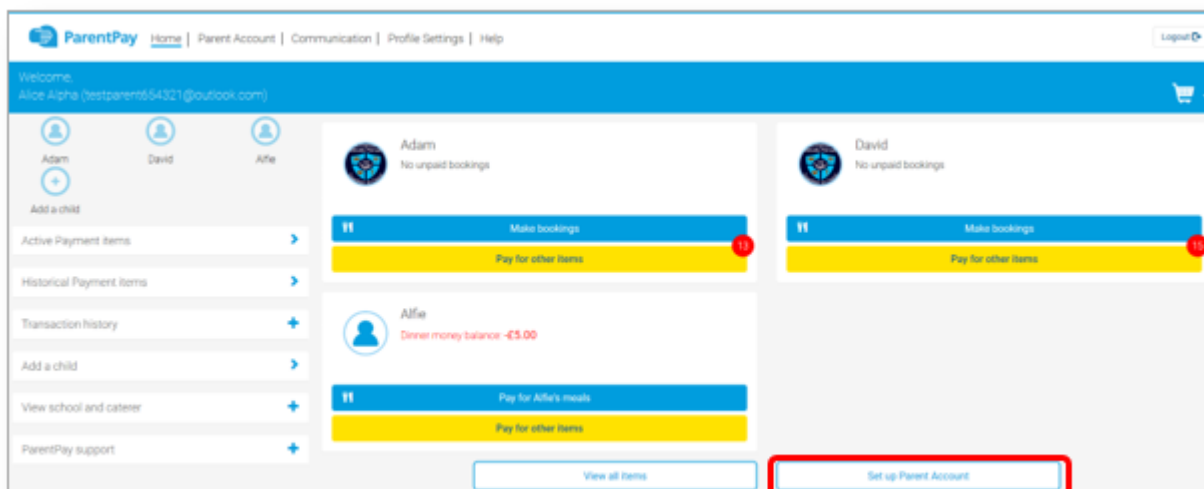 ParentPay Home | Parent Account | Communication | Profile Settings | Help
Logout
Welcome,
Alice Alpha (testparent654321@outlook.com)
Adam David Alfie
Add a child
Active Payment items
Historical Payment items
Transaction history
Add a child
View school and caterer
ParentPay support
Adam
No unpaid bookings
Make bookings
13
Pay for other items
David
No unpaid bookings
Make bookings
15
Pay for other items
Alfie
Dinner money balance: -£5.00
Pay for Alfie's meals
Pay for other items
View all items
Set up Parent Account